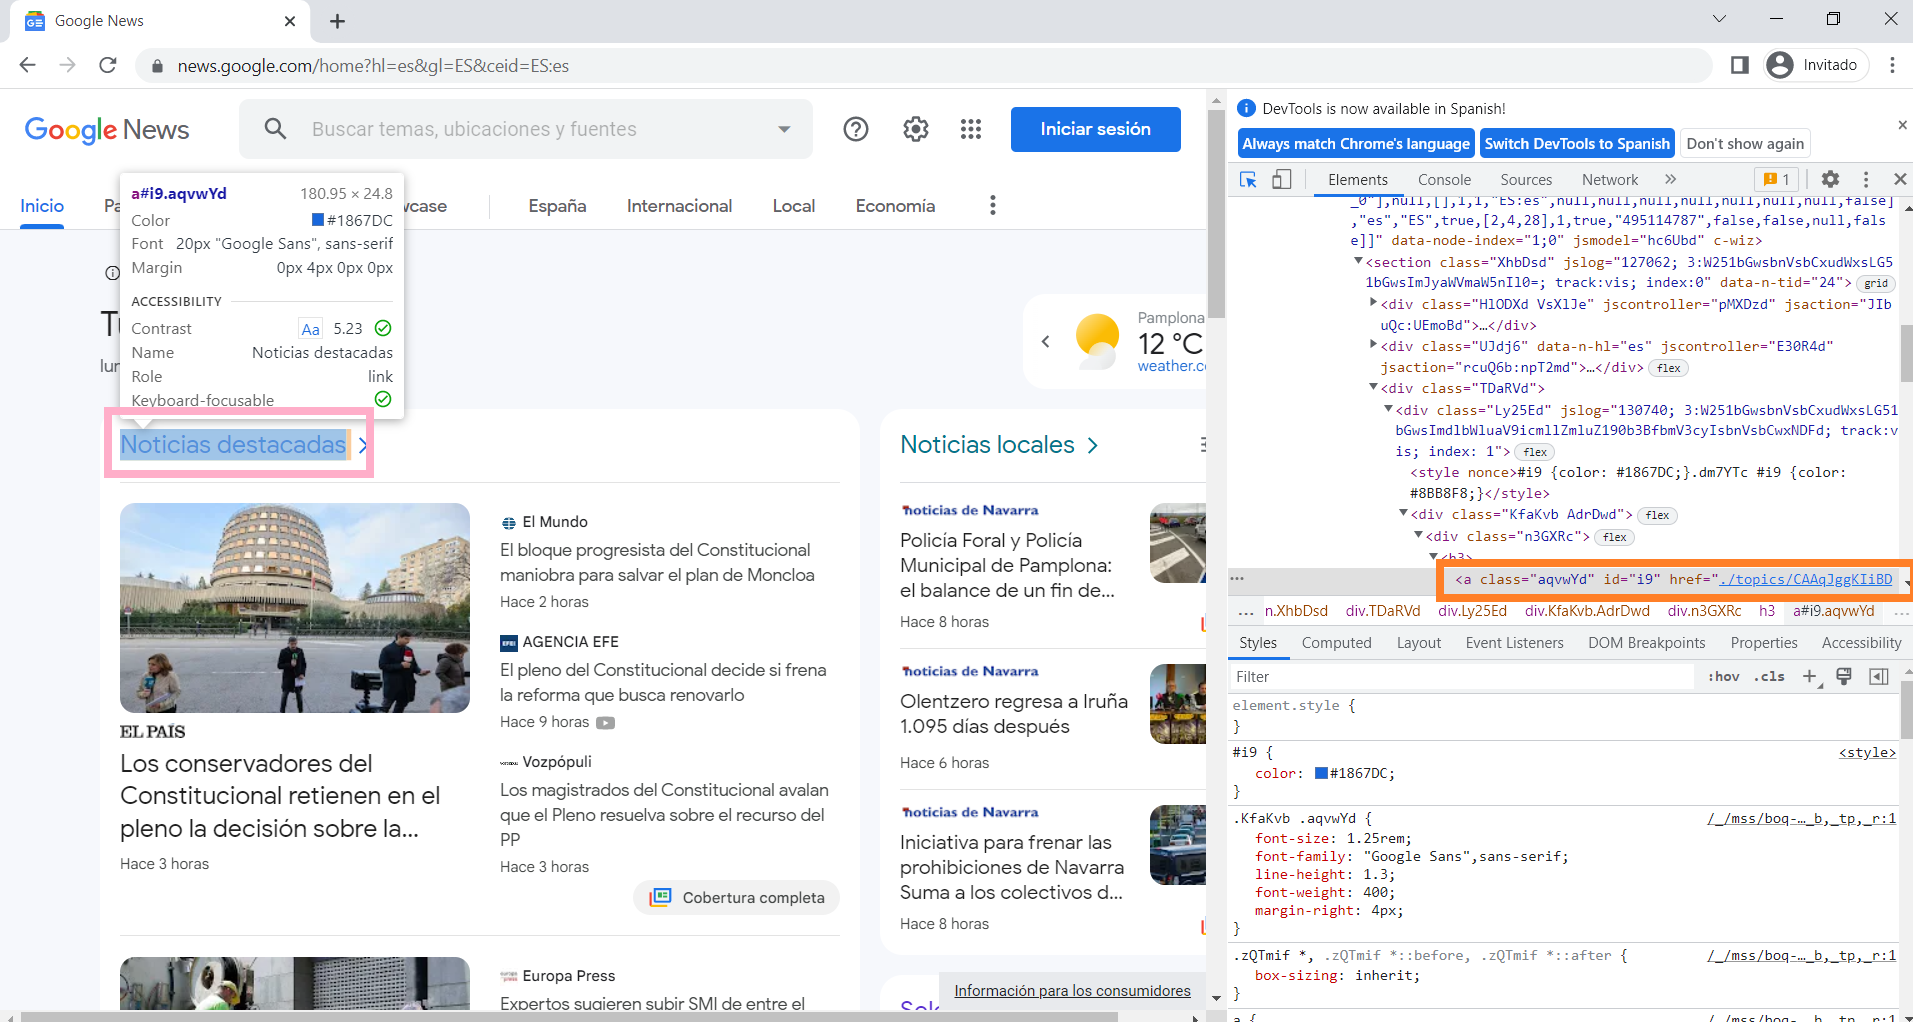 Google News
news.google.com/home?hl=es&gl=ES&ceid=ES:es
Invitado
Google News
Buscar temas, ubicaciones y fuentes
Iniciar sesión
Inicio
Pa
wcase
España
Internacional
Local
Economía
a#i9.aqvwYd 180.95 × 24.8
Color #1867DC
Font 20px "Google Sans", sans-serif
Margin 0px 4px 0px 0px
ACCESSIBILITY
Contrast Aa 5.23
Name Noticias destacadas
Role link
Keyboard-focusable
Tu
lun
Pamplona
12 °C
weather.co
Noticias destacadas >
EL PAÍS
Los conservadores del
Constitucional retienen en el
pleno la decisión sobre la...
Hace 3 horas
El Mundo
El bloque progresista del Constitucional
maniobra para salvar el plan de Moncloa
Hace 2 horas
EFE: AGENCIA EFE
El pleno del Constitucional decide si frena
la reforma que busca renovarlo
Hace 9 horas
Vozpópuli
Los magistrados del Constitucional avalan
que el Pleno resuelva sobre el recurso del
PP
Hace 3 horas
Cobertura completa
europa press Europa Press
Expertos sugieren subir SMI de entre el
Noticias locales >
noticias de Navarra
Policía Foral y Policía
Municipal de Pamplona:
el balance de un fin de...
Hace 8 horas
noticias de Navarra
Olentzero regresa a Iruña
1.095 días después
Hace 6 horas
noticias de Navarra
Iniciativa para frenar las
prohibiciones de Navarra
Suma a los colectivos d...
Hace 8 horas
Sele
Información para los consumidores
DevTools is now available in Spanish!
Always match Chrome's language Switch DevTools to Spanish Don't show again
Elements Console Sources Network » 1
_0"],null,[],1,1,"ES:es",null,null,null,null,null,null,null,false]
,"es","ES",true,[2,4,28],1,true,"495114787",false,false,null,fals
e]]" data-node-index="1;0" jsmodel="hc6Ubd" c-wiz>
<section class="XhbDsd" jslog="127062; 3:W251bGwsbnVsbCxudWxsLG5
1bGwsImJyaWVmaW5nIl0=; track:vis; index:0" data-n-tid="24"> grid
<div class="HlODXd VsXlJe" jscontroller="pMXDzd" jsaction="JIb
uQc:UEmoBd">…</div>
<div class="UJdj6" data-n-hl="es" jscontroller="E30R4d"
jsaction="rcuQ6b:npT2md">…</div> flex
<div class="TDaRVd">
<div class="Ly25Ed" jslog="130740; 3:W251bGwsbnVsbCxudWxsLG51
bGwsImdlbWluaV9icmllZmluZ190b3BfbmV3cyIsbnVsbCwxNDFd; track:v
is; index: 1"> flex
<style nonce>#i9 {color: #1867DC;}.dm7YTc #i9 {color:
#8BB8F8;}</style>
<div class="KfaKvb AdrDwd"> flex
<div class="n3GXRc"> flex
<h3>
... <a class="aqvwYd" id="i9" href="./topics/CAAqJggKIiBD
... n.XhbDsd div.TDaRVd div.Ly25Ed div.KfaKvb.AdrDwd div.n3GXRc h3 a#i9.aqvwYd ...
Styles Computed Layout Event Listeners DOM Breakpoints Properties Accessibility
Filter :hov .cls +
element.style {
}
#i9 { <style>
color: #1867DC;
}
.KfaKvb .aqvwYd { /_/mss/boq-…_b,_tp,_r:1
font-size: 1.25rem;
font-family: "Google Sans",sans-serif;
line-height: 1.3;
font-weight: 400;
margin-right: 4px;
}
.zQTmif *, .zQTmif *::before, .zQTmif *::after { /_/mss/boq-…_b,_tp,_r:1
box-sizing: inherit;
}
a { /_/mss/boq-…_b,_tp,_r:1